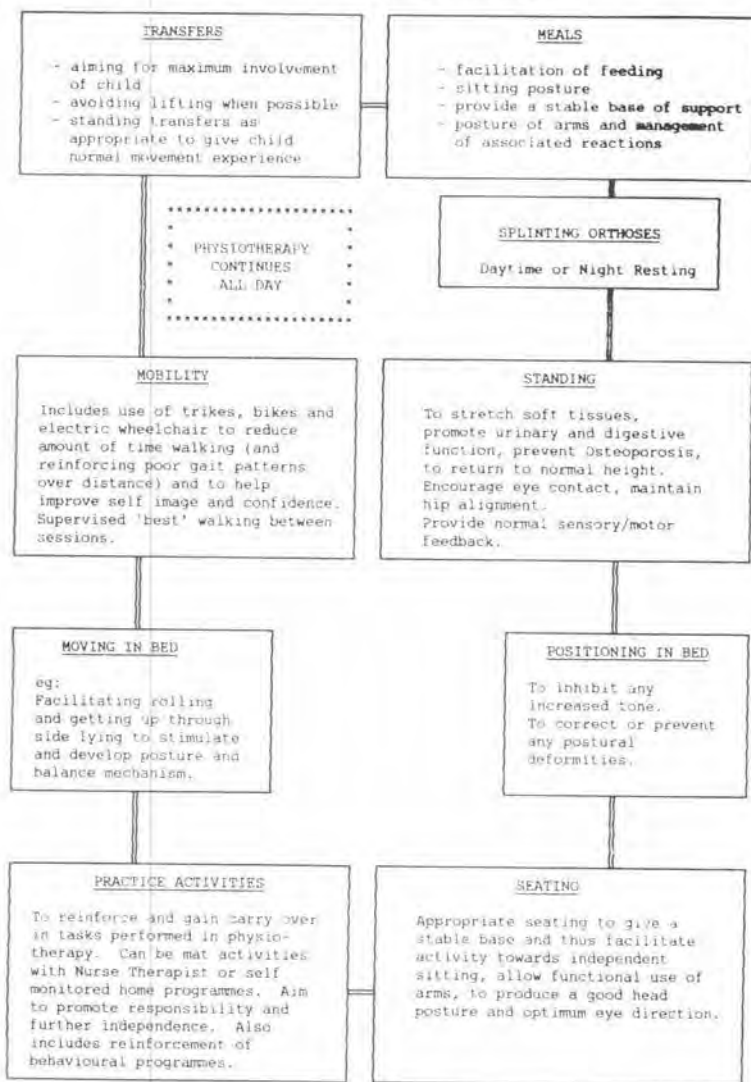 TRANSFERS
- aiming for maximum involvement
of child
- avoiding lifting when possible
- standing transfers as
appropriate to give child
normal movement experience
MEALS
- facilitation of feeding
- sitting posture
- provide a stable base of support
- posture of arms and management
of associated reactions
PHYSIOTHERAPY
CONTINUES
ALL DAY
SPLINTING ORTHOSES
Daytime or Night Resting
MOBILITY
Includes use of trikes, bikes and
electric wheelchair to reduce
amount of time walking (and
reinforcing poor gait patterns
over distance) and to help
improve self image and confidence.
Supervised 'best' walking between
sessions.
STANDING
To stretch soft tissues,
promote urinary and digestive
function, prevent Osteoporosis,
to return to normal height.
Encourage eye contact, maintain
hip alignment.
Provide normal sensory/motor
feedback.
MOVING IN BED
eg:
Facilitating rolling
and getting up through
side lying to stimulate
and develop posture and
balance mechanism.
POSITIONING IN BED
To inhibit any
increased tone.
To correct or prevent
any postural
deformities.
PRACTICE ACTIVITIES
To reinforce and gain carry over
in tasks performed in physio-
therapy. Can be mat activities
with Nurse Therapist or self
monitored home programmes. Aim
to promote responsibility and
further independence. Also
includes reinforcement of
behavioural programmes.
SEATING
Appropriate seating to give a
stable base and thus facilitate
activity towards independent
sitting, allow functional use of
arms, to produce a good head
posture and optimum eye direction.